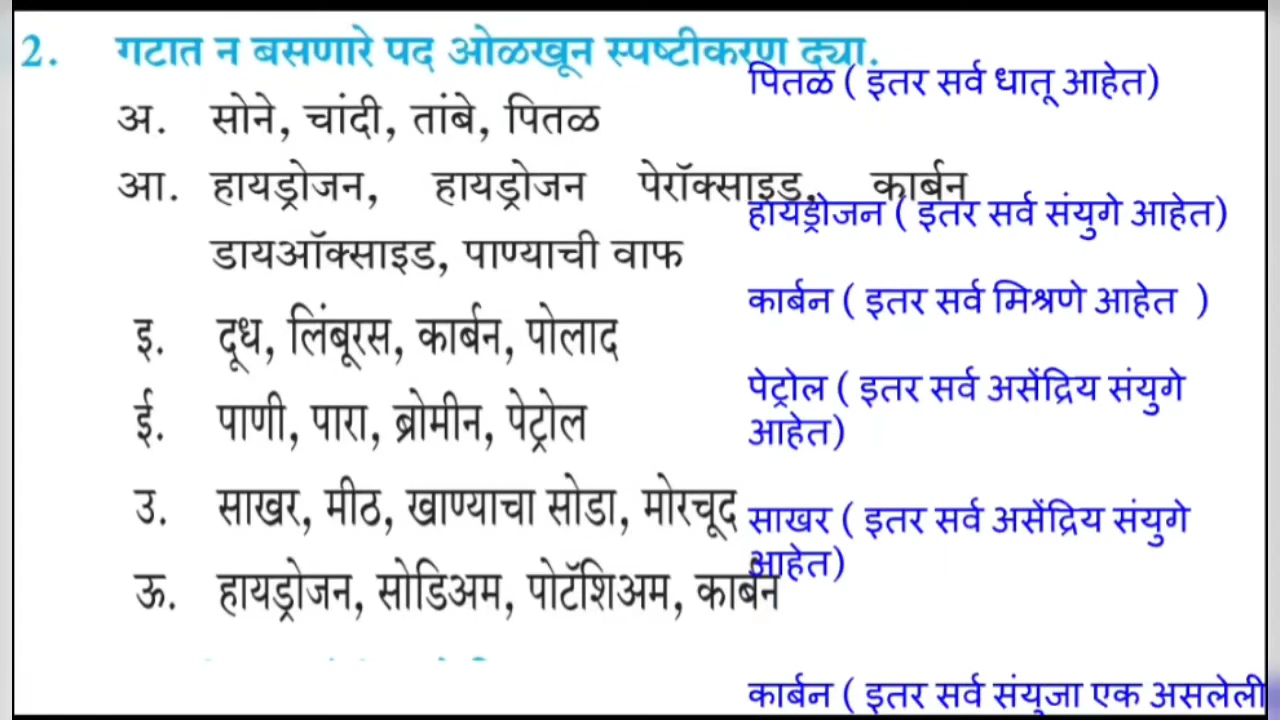 2. गटात न बसणारे पद ओळखून स्पष्टीकरण द्या.
पितळ ( इतर सर्व धातू आहेत)
अ. सोने, चांदी, तांबे, पितळ
आ. हायड्रोजन, हायड्रोजन पेरॉक्साइड, कार्बन
हायड्रोजन ( इतर सर्व संयुगे आहेत)
डायऑक्साइड, पाण्याची वाफ
कार्बन ( इतर सर्व मिश्रणे आहेत )
इ. दूध, लिंबूरस, कार्बन, पोलाद
पेट्रोल ( इतर सर्व असेंद्रिय संयुगे
ई. पाणी, पारा, ब्रोमीन, पेट्रोल
आहेत)
उ. साखर, मीठ, खाण्याचा सोडा, मोरचूद
साखर ( इतर सर्व असेंद्रिय संयुगे
आहेत)
ऊ. हायड्रोजन, सोडिअम, पोटॅशिअम, कार्बन
कार्बन ( इतर सर्व संयुजा एक असलेली